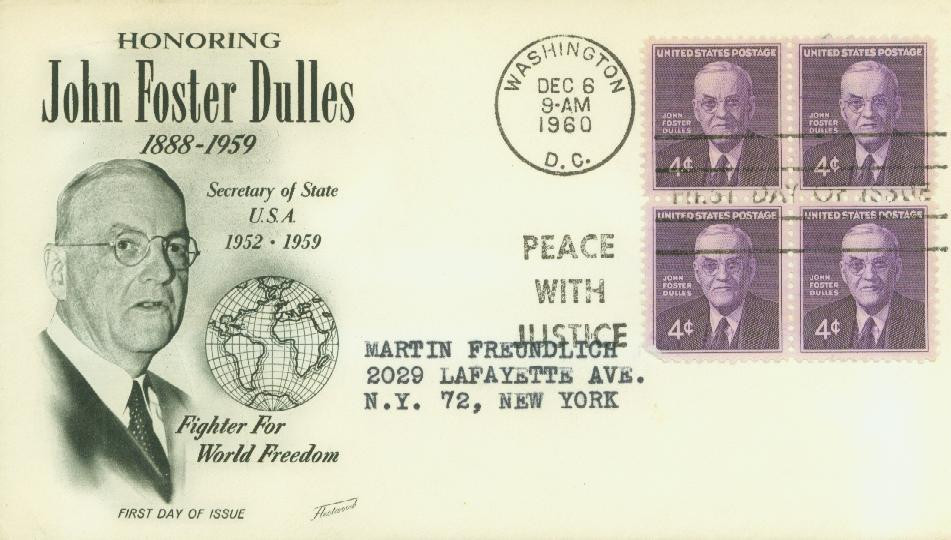 HONORING
John Foster Dulles
1888-1959
Secretary of State
U.S.A.
1952 • 1959
Fighter For
World Freedom
FIRST DAY OF ISSUE
Fleetwood
WASHINGTON
DEC 6
9-AM
1960
D.C.
PEACE
WITH
JUSTICE
MARTIN FREUNDLICH
2029 LAFAYETTE AVE.
N.Y. 72, NEW YORK
UNITED STATES POSTAGE
JOHN
FOSTER
DULLES
4¢
UNITED STATES POSTAGE
JOHN
FOSTER
DULLES
4¢
FIRST DAY OF ISSUE
UNITED STATES POSTAGE
JOHN
FOSTER
DULLES
4¢
UNITED STATES POSTAGE
JOHN
FOSTER
DULLES
4¢